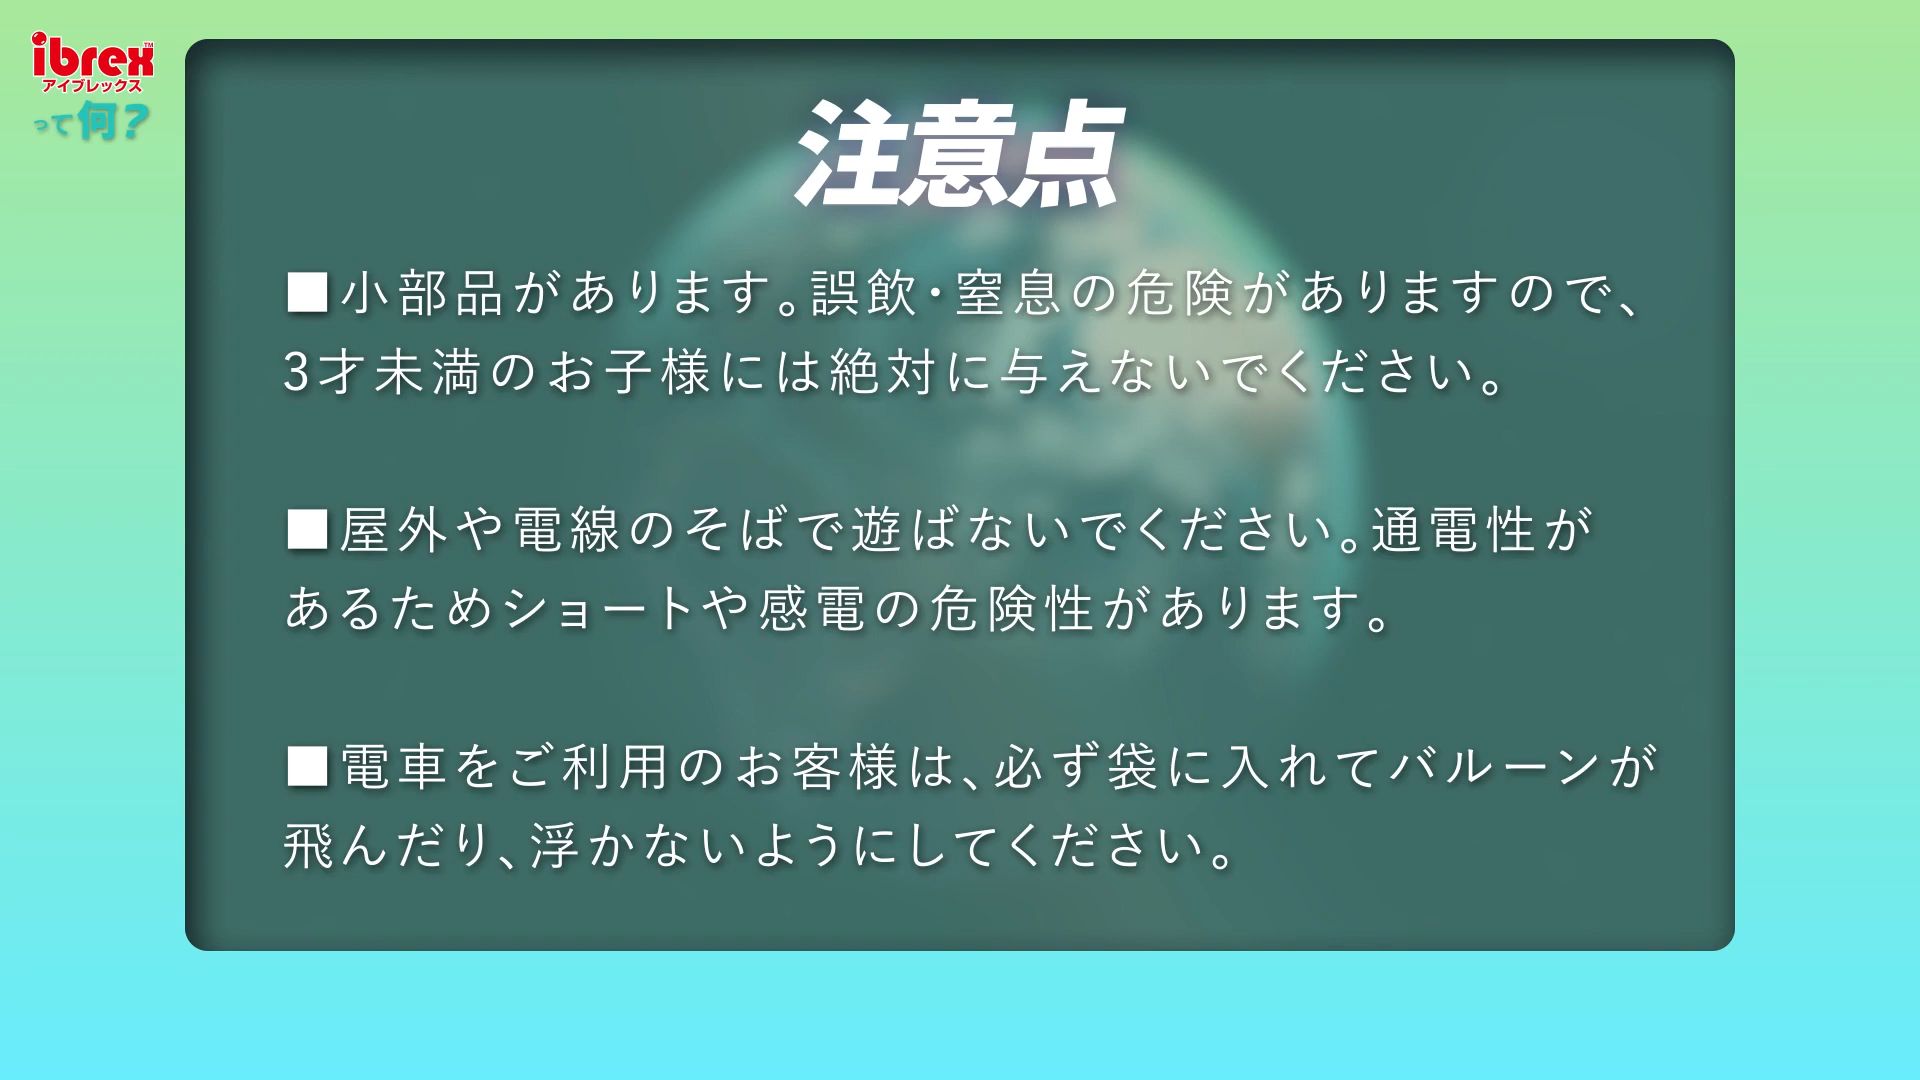 ibrex™
アイブレックス
って何?
注意点
■小部品があります。誤飲・窒息の危険がありますので、
3才未満のお子様には絶対に与えないでください。
■屋外や電線のそばで遊ばないでください。通電性が
あるためショートや感電の危険性があります。
■電車をご利用のお客様は、必ず袋に入れてバルーンが
飛んだり、浮かないようにしてください。